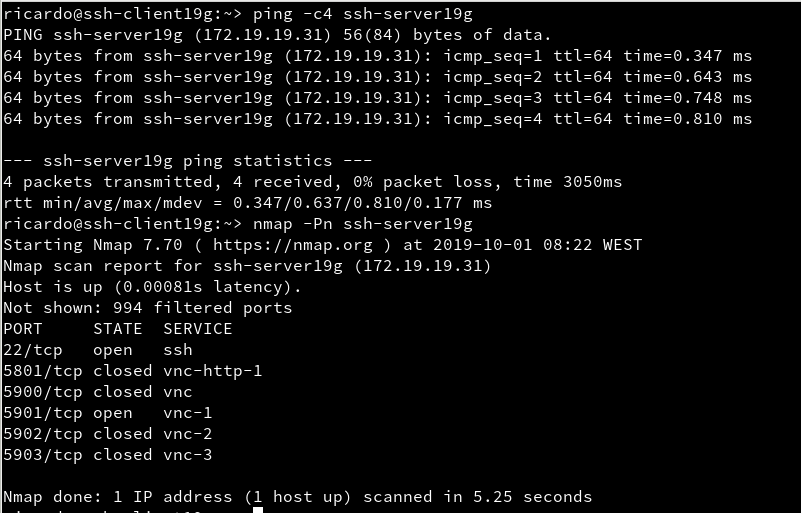 ricardo@ssh-client19g:~> ping -c4 ssh-server19g
PING ssh-server19g (172.19.19.31) 56(84) bytes of data.
64 bytes from ssh-server19g (172.19.19.31): icmp_seq=1 ttl=64 time=0.347 ms
64 bytes from ssh-server19g (172.19.19.31): icmp_seq=2 ttl=64 time=0.643 ms
64 bytes from ssh-server19g (172.19.19.31): icmp_seq=3 ttl=64 time=0.748 ms
64 bytes from ssh-server19g (172.19.19.31): icmp_seq=4 ttl=64 time=0.810 ms
--- ssh-server19g ping statistics ---
4 packets transmitted, 4 received, 0% packet loss, time 3050ms
rtt min/avg/max/mdev = 0.347/0.637/0.810/0.177 ms
ricardo@ssh-client19g:~> nmap -Pn ssh-server19g
Starting Nmap 7.70 ( https://nmap.org ) at 2019-10-01 08:22 WEST
Nmap scan report for ssh-server19g (172.19.19.31)
Host is up (0.00081s latency).
Not shown: 994 filtered ports
PORT     STATE  SERVICE
22/tcp   open   ssh
5801/tcp closed vnc-http-1
5900/tcp closed vnc
5901/tcp open   vnc-1
5902/tcp closed vnc-2
5903/tcp closed vnc-3
Nmap done: 1 IP address (1 host up) scanned in 5.25 seconds